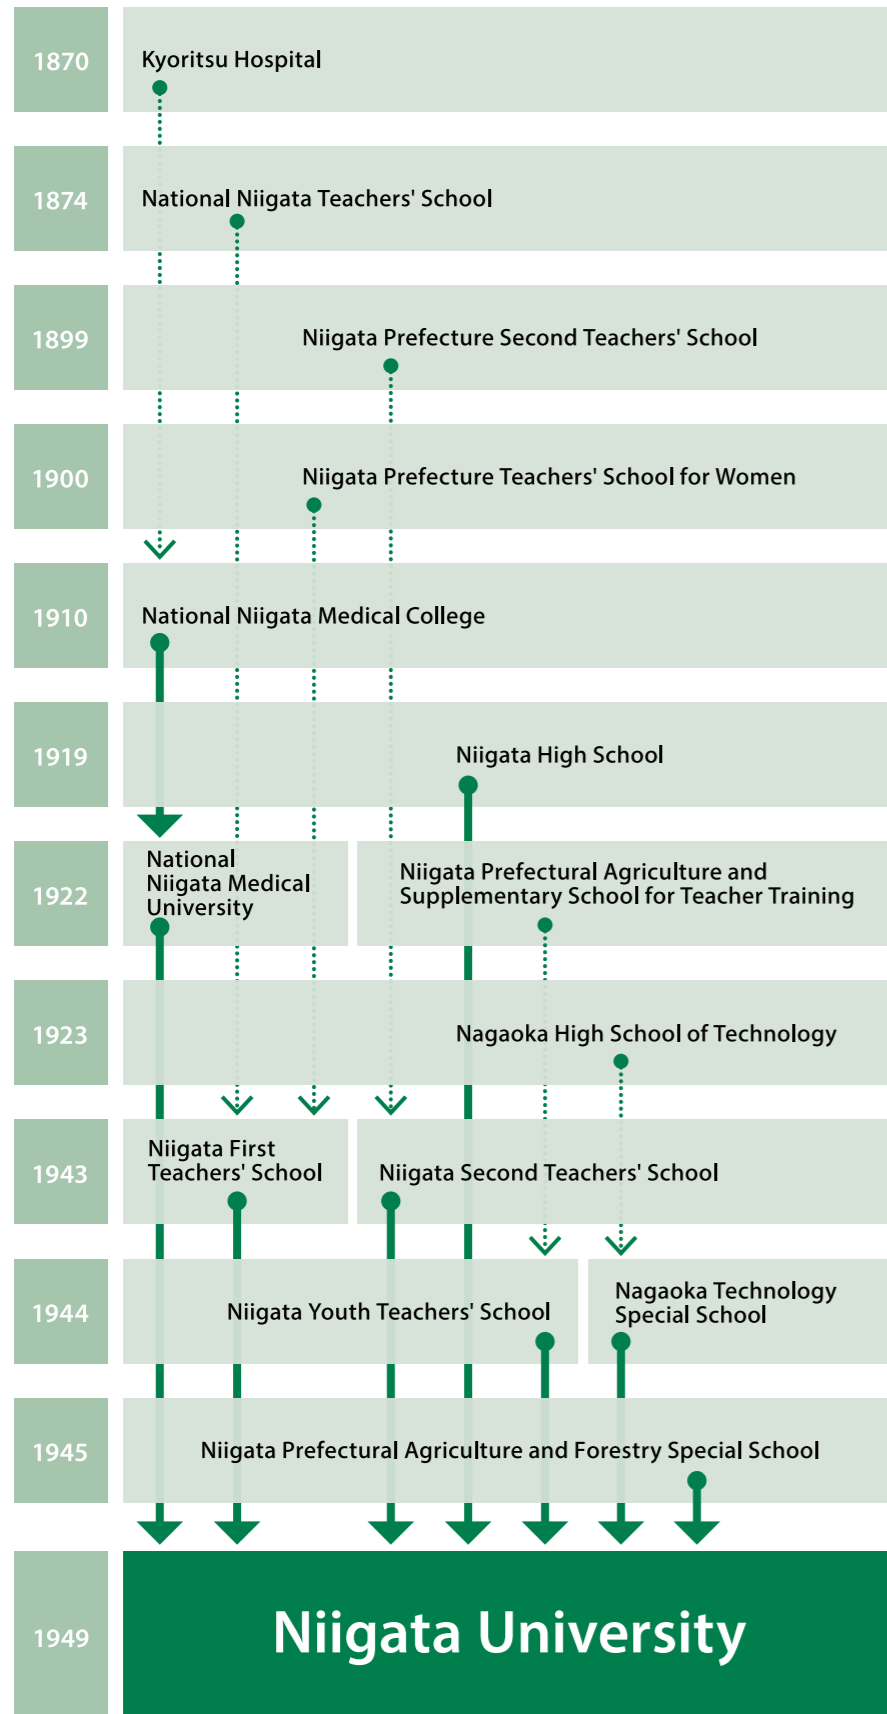 1870
Kyoritsu Hospital
1874
National Niigata Teachers' School
1899
Niigata Prefecture Second Teachers' School
1900
Niigata Prefecture Teachers' School for Women
1910
National Niigata Medical College
1919
Niigata High School
1922
National
Niigata Medical
University
Niigata Prefectural Agriculture and
Supplementary School for Teacher Training
1923
Nagaoka High School of Technology
1943
Niigata First
Teachers' School
Niigata Second Teachers' School
1944
Niigata Youth Teachers' School
Nagaoka Technology
Special School
1945
Niigata Prefectural Agriculture and Forestry Special School
1949
Niigata University